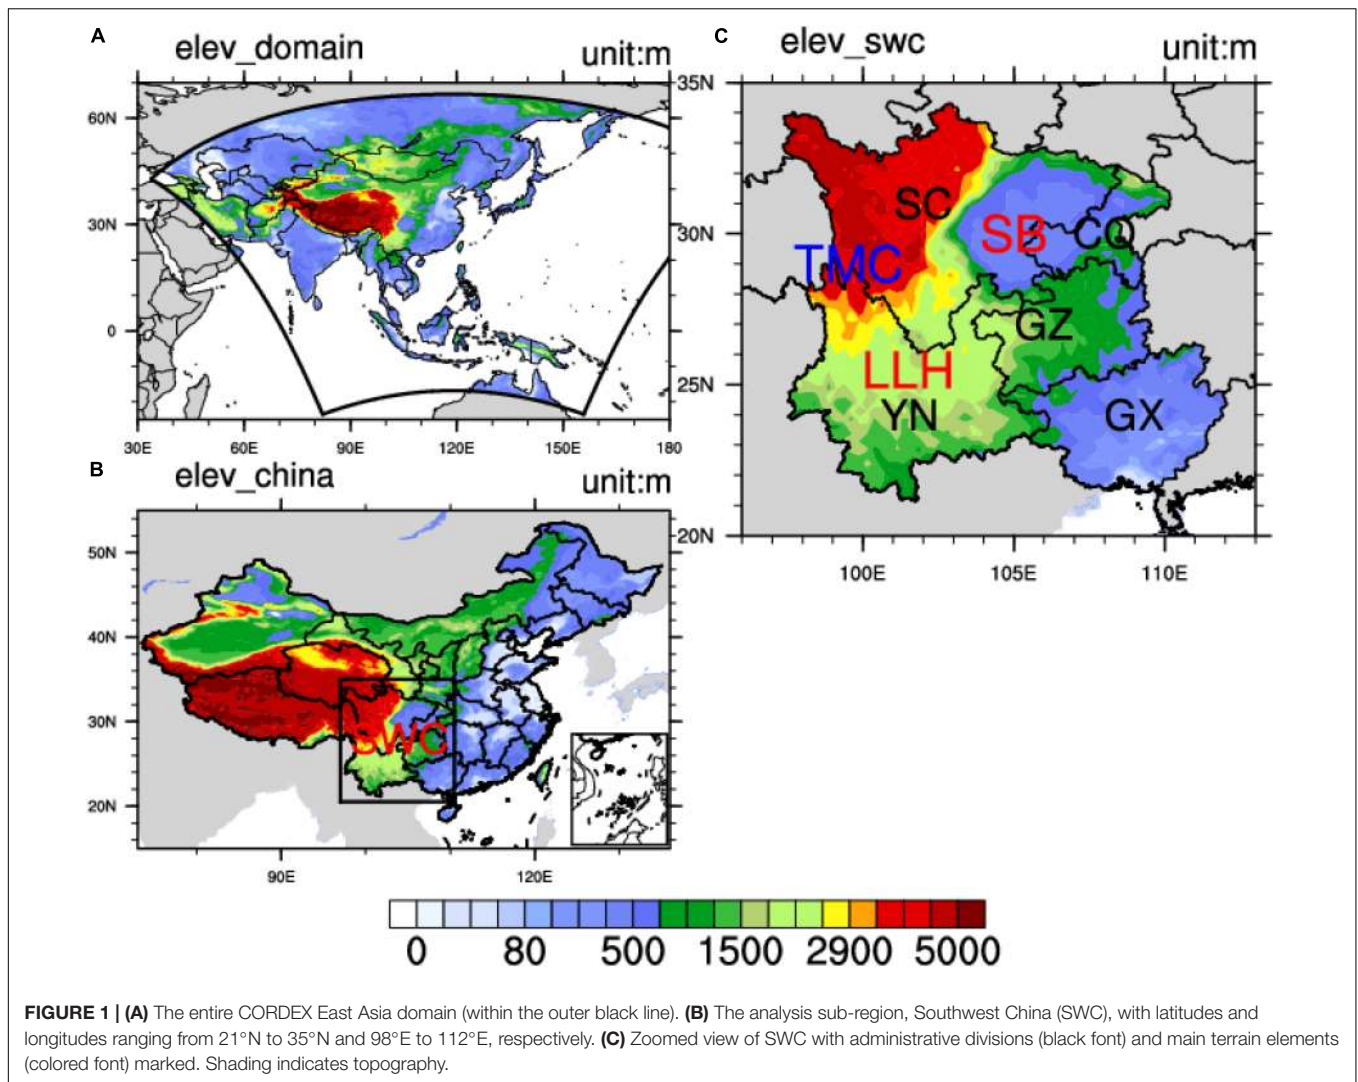 A
elev_domain
unit:m
60N
30N
0
30E
60E
90E
120E
150E
180
B
elev_china
unit:m
50N
40N
30N
20N
SWC
90E
120E
C
elev_swc
unit:m
35N
30N
25N
20N
SC
SB
CQ
TMC
GZ
LLH
YN
GX
100E
105E
110E
0
80
500
1500
2900
5000
FIGURE 1 | (A) The entire CORDEX East Asia domain (within the outer black line). (B) The analysis sub-region, Southwest China (SWC), with latitudes and
longitudes ranging from 21°N to 35°N and 98°E to 112°E, respectively. (C) Zoomed view of SWC with administrative divisions (black font) and main terrain elements
(colored font) marked. Shading indicates topography.